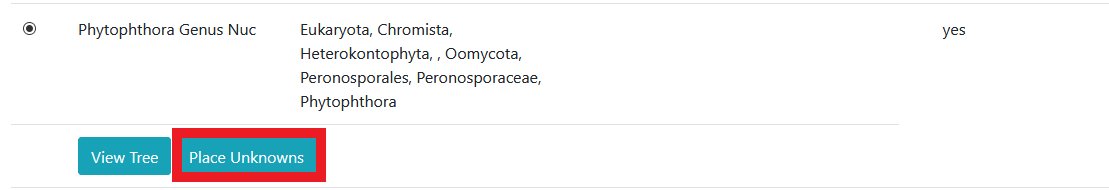 Phytophthora Genus Nuc
Eukaryota, Chromista,
Heterokontophyta, , Oomycota,
Peronosporales, Peronosporaceae,
Phytophthora
yes
View Tree
Place Unknowns